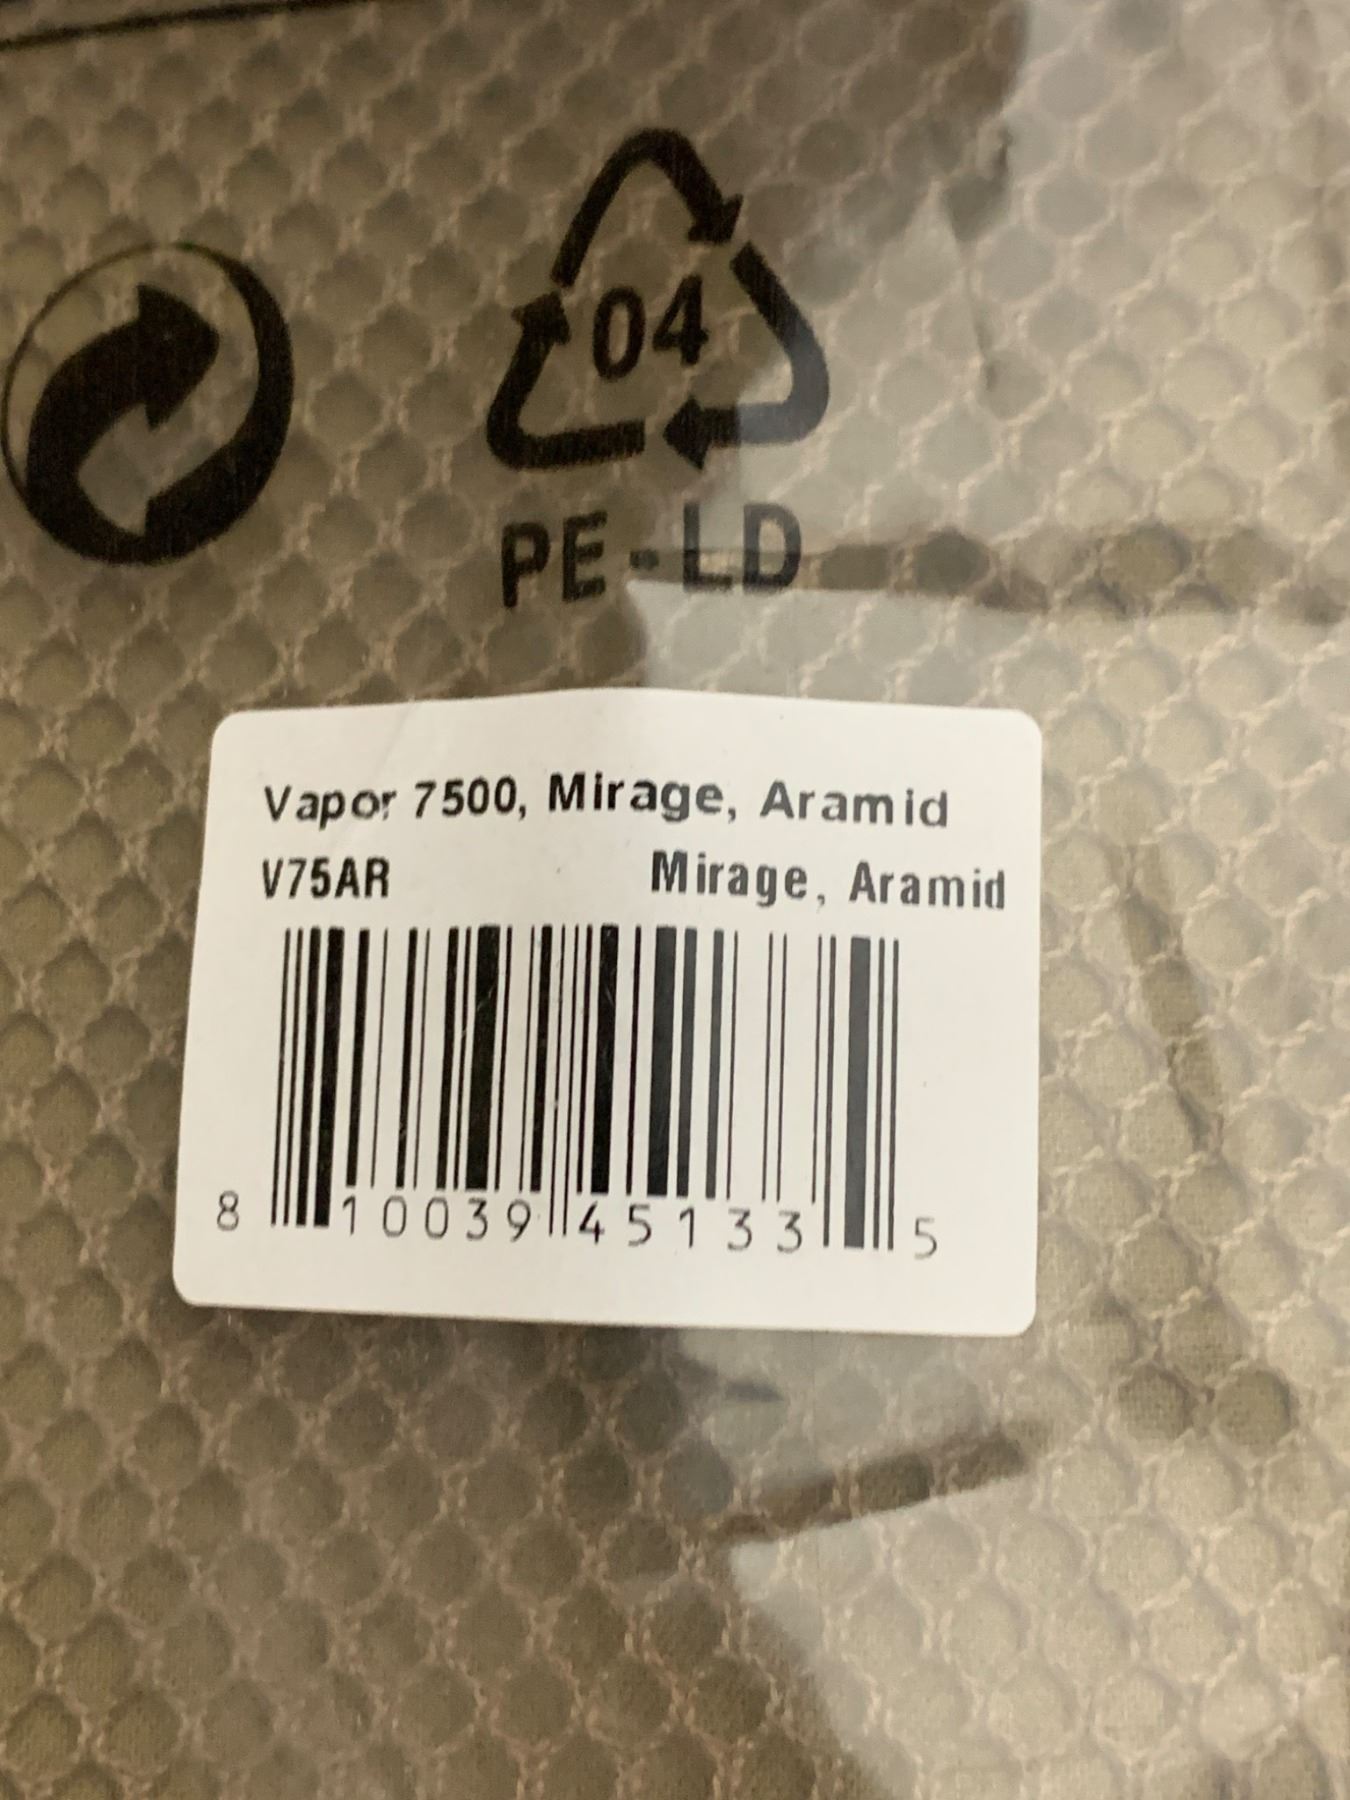 04
PE-LD
Vapor 7500, Mirage, Aramid
V75AR Mirage, Aramid
8 10039 45133 5